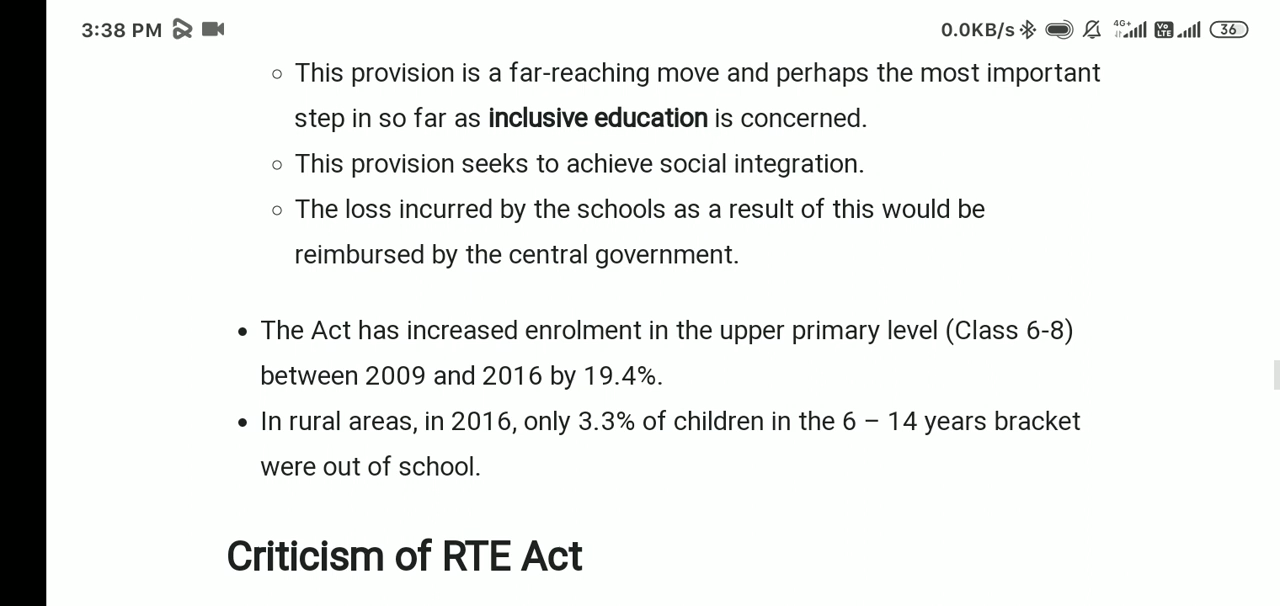 3:38 PM 0.0KB/s 4G+ Vo LTE 36
This provision is a far-reaching move and perhaps the most important
step in so far as inclusive education is concerned.
This provision seeks to achieve social integration.
The loss incurred by the schools as a result of this would be
reimbursed by the central government.
The Act has increased enrolment in the upper primary level (Class 6-8)
between 2009 and 2016 by 19.4%.
In rural areas, in 2016, only 3.3% of children in the 6 – 14 years bracket
were out of school.
Criticism of RTE Act